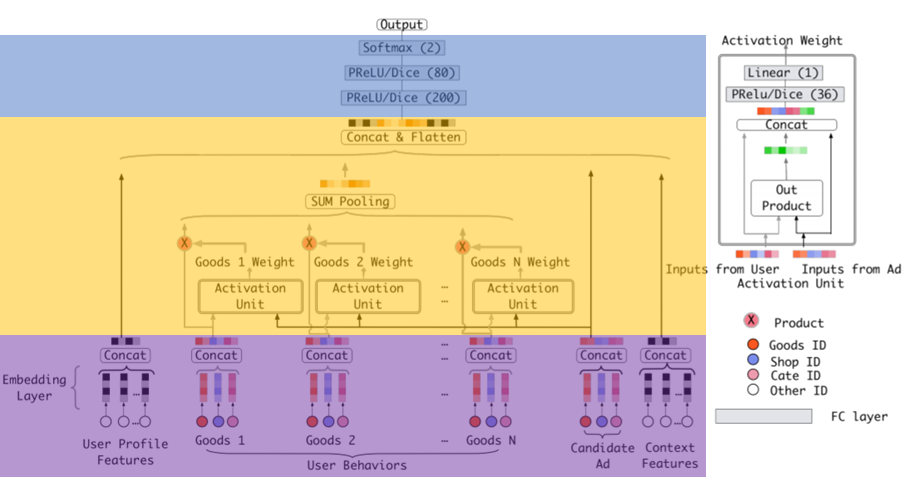 Output
Softmax (2)
PReLU/Dice (80)
PReLU/Dice (200)
Concat & Flatten
SUM Pooling
X
X
X
Goods 1 Weight
Goods 2 Weight
Goods N Weight
Activation
Unit
Activation
Unit
...
...
Activation
Unit
Concat
Concat
Concat
...
...
Concat
Concat
Concat
Embedding
Layer
...
...
...
...
...
User Profile
Features
Goods 1
Goods 2
...
Goods N
User Behaviors
Candidate
Ad
Context
Features
Activation Weight
Linear (1)
PRelu/Dice (36)
Concat
Out
Product
Inputs from User
Inputs from Ad
Activation Unit
X
Product
Goods ID
Shop ID
Cate ID
Other ID
FC layer